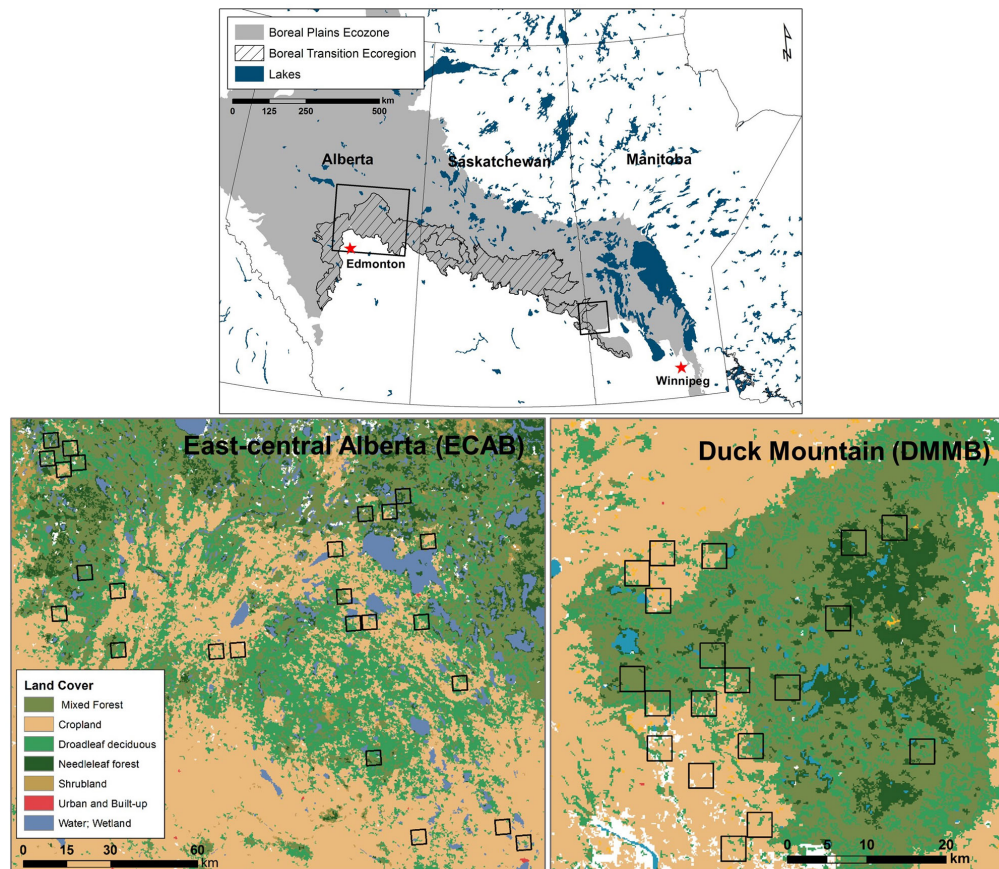 Boreal Plains Ecozone
Boreal Transition Ecoregion
Lakes
km
0 125 250 500
N
Alberta
Saskatchewan
Manitoba
Edmonton
Winnipeg
East-central Alberta (ECAB)
Land Cover
Mixed Forest
Cropland
Droadleaf deciduous
Needleleaf forest
Shrubland
Urban and Built-up
Water; Wetland
0 15 30 60
km
Duck Mountain (DMMB)
0 5 10 20
km